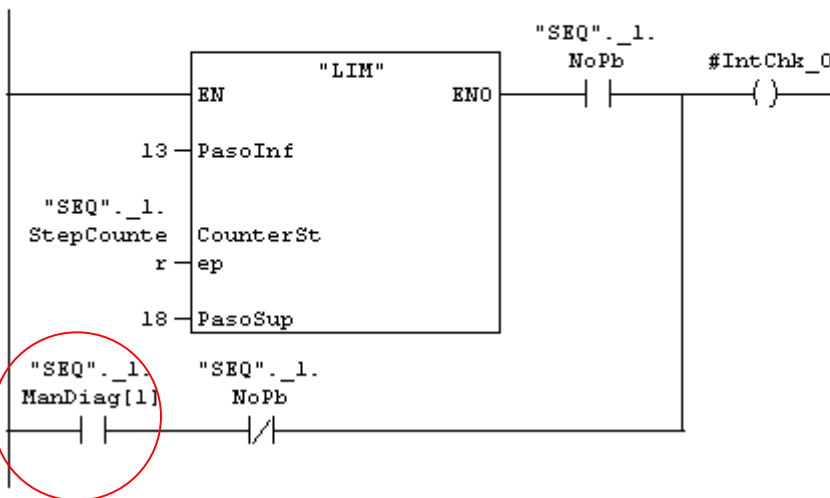 "SEQ"._1.
NoPb
#IntChk_0
"LIM"
EN
ENO
13
PasoInf
"SEQ"._1.
StepCounte
r
CounterSt
ep
18
PasoSup
"SEQ"._1.
ManDiag[1]
"SEQ"._1.
NoPb